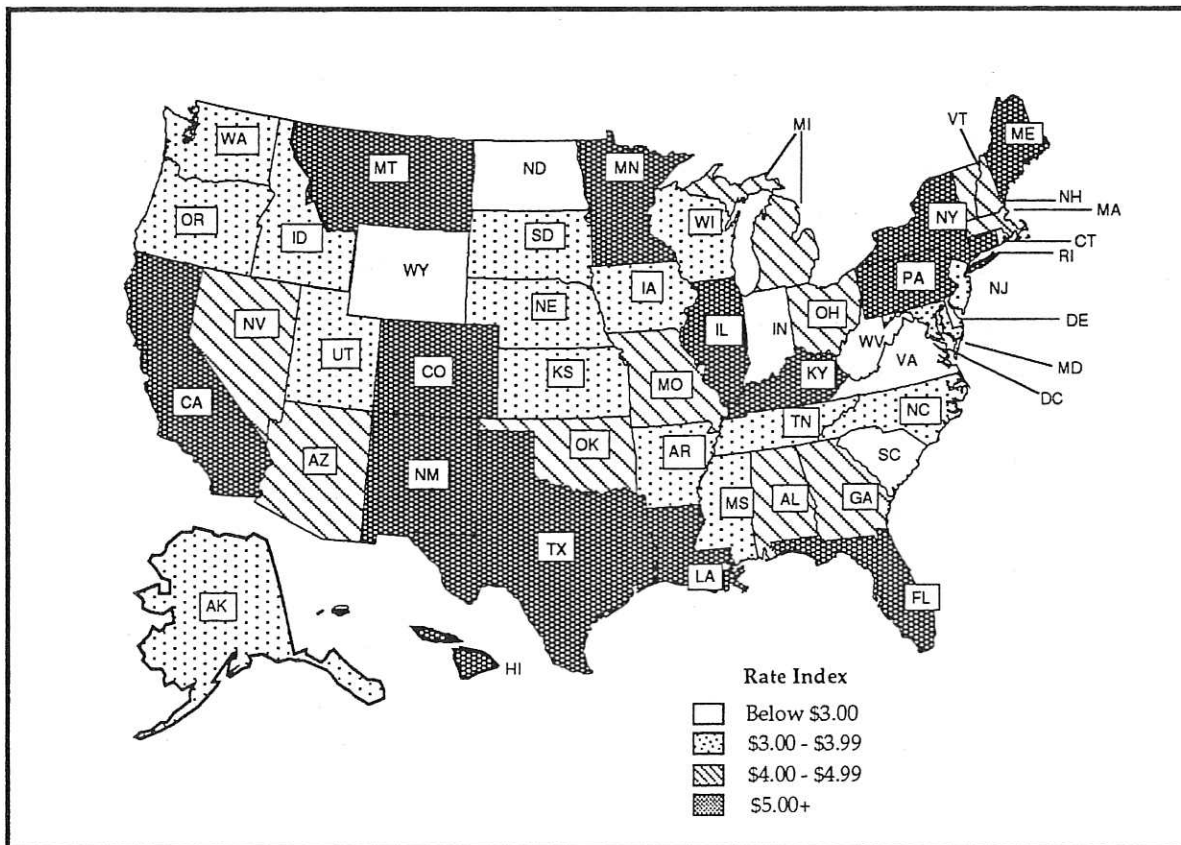 MI
VT
ME
WA
MT
ND
MN
NH
MA
OR
ID
SD
WI
NY
CT
RI
WY
IA
PA
NJ
NV
NE
IL
IN
OH
DE
UT
CO
KS
MO
KY
WV
VA
MD
DC
CA
TN
NC
AZ
NM
OK
AR
SC
MS
AL
GA
TX
LA
FL
AK
HI
Rate Index
Below $3.00
$3.00 - $3.99
$4.00 - $4.99
$5.00+